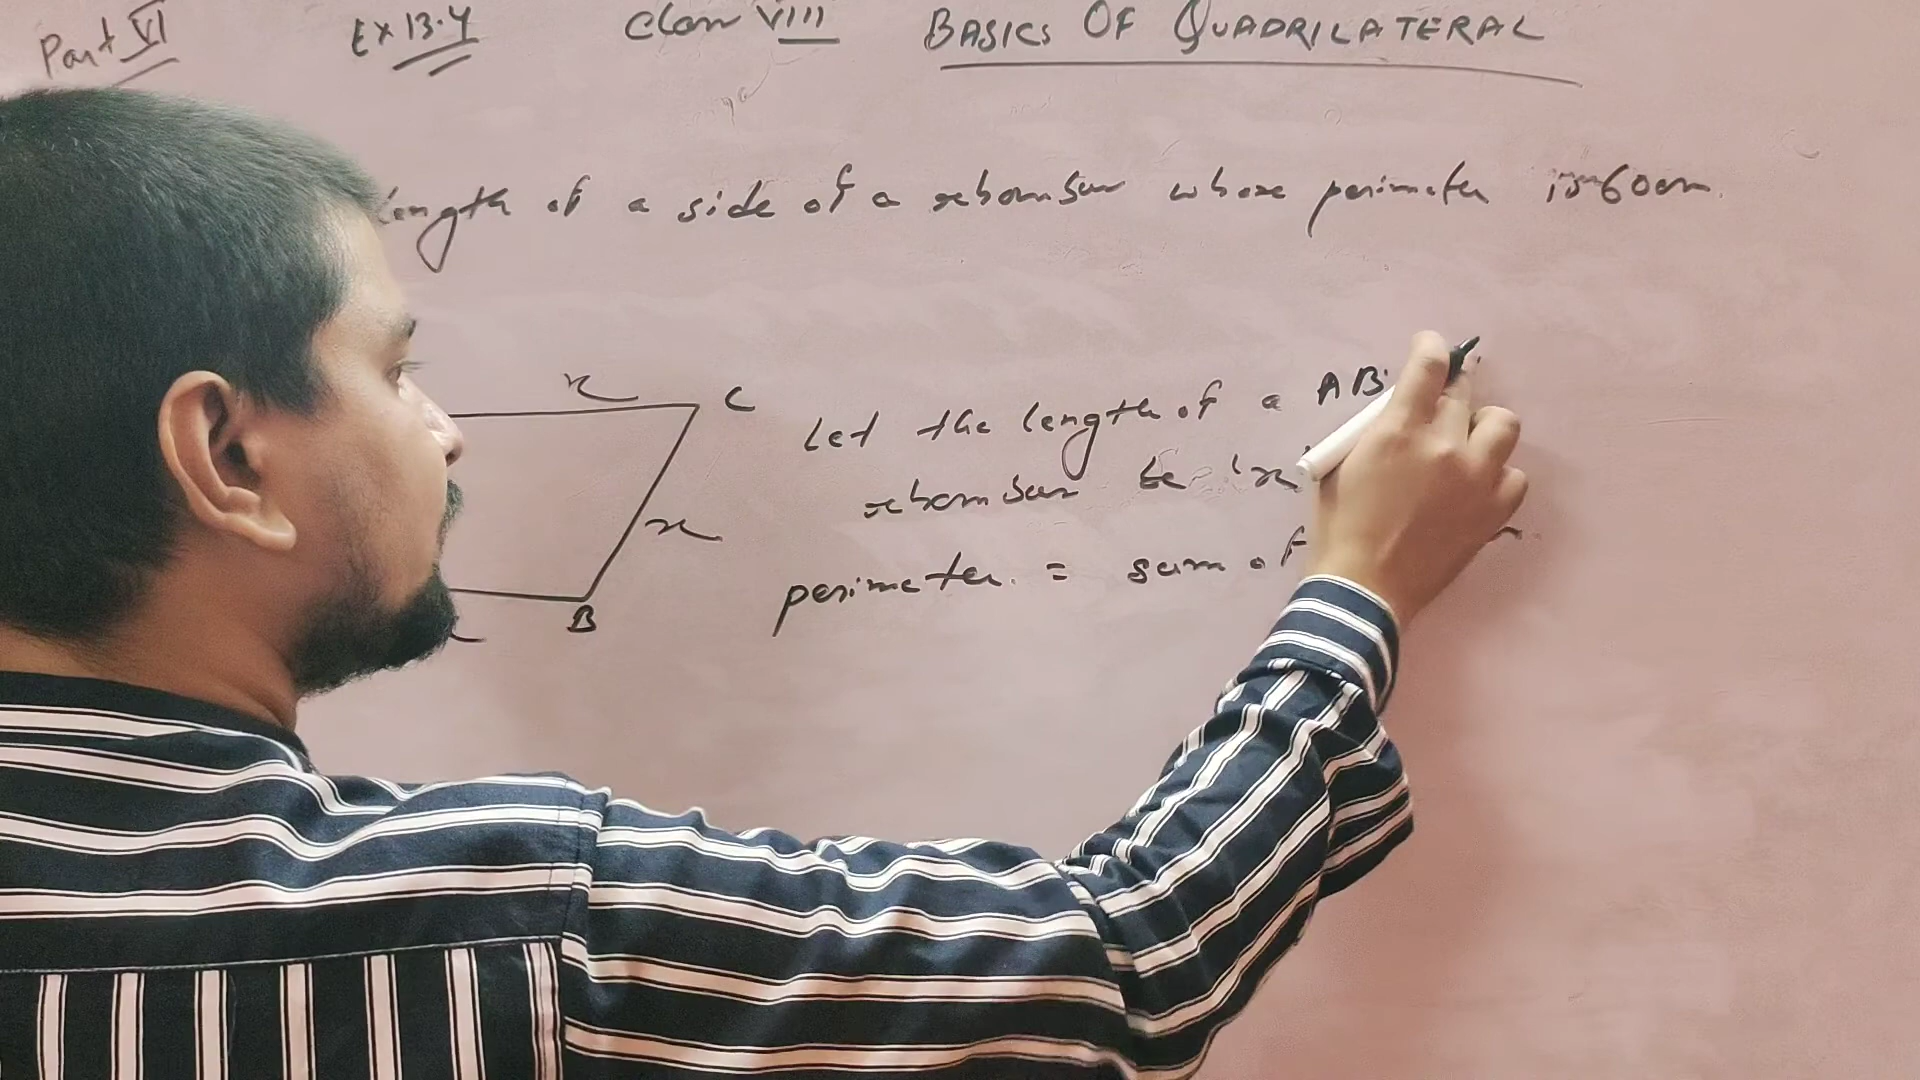 Part VI Ex 13.4 Class VIII BASICS OF QUADRILATERAL
length of a side of a rhombus whose perimeter is 60cm.
x C
Let the length of a AB
rhombus be 'x'
x
perimeter = sum of
B